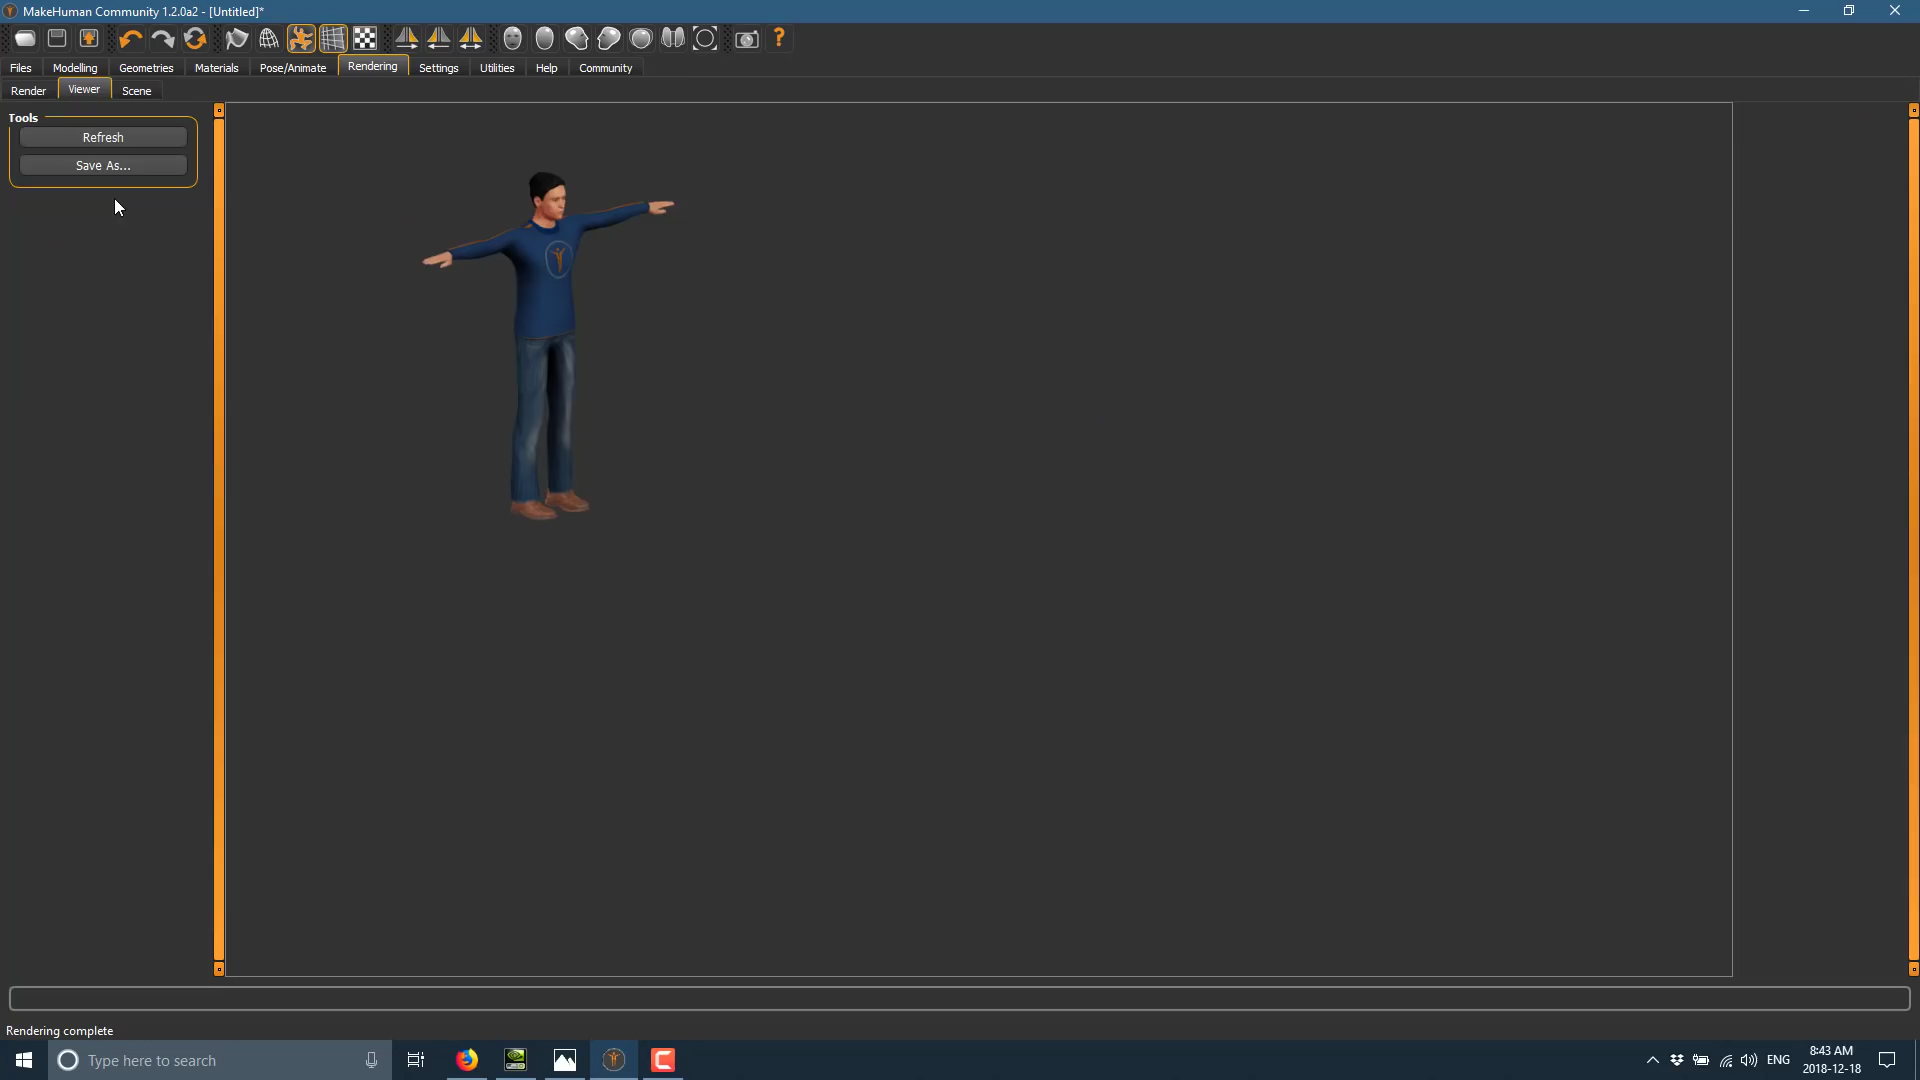 MakeHuman Community 1.2.0a2 - [Untitled]*
Files Modelling Geometries Materials Pose/Animate Rendering Settings Utilities Help Community
Render Viewer Scene
Tools
Refresh
Save As...
Rendering complete
Type here to search
ENG
8:43 AM
2018-12-18